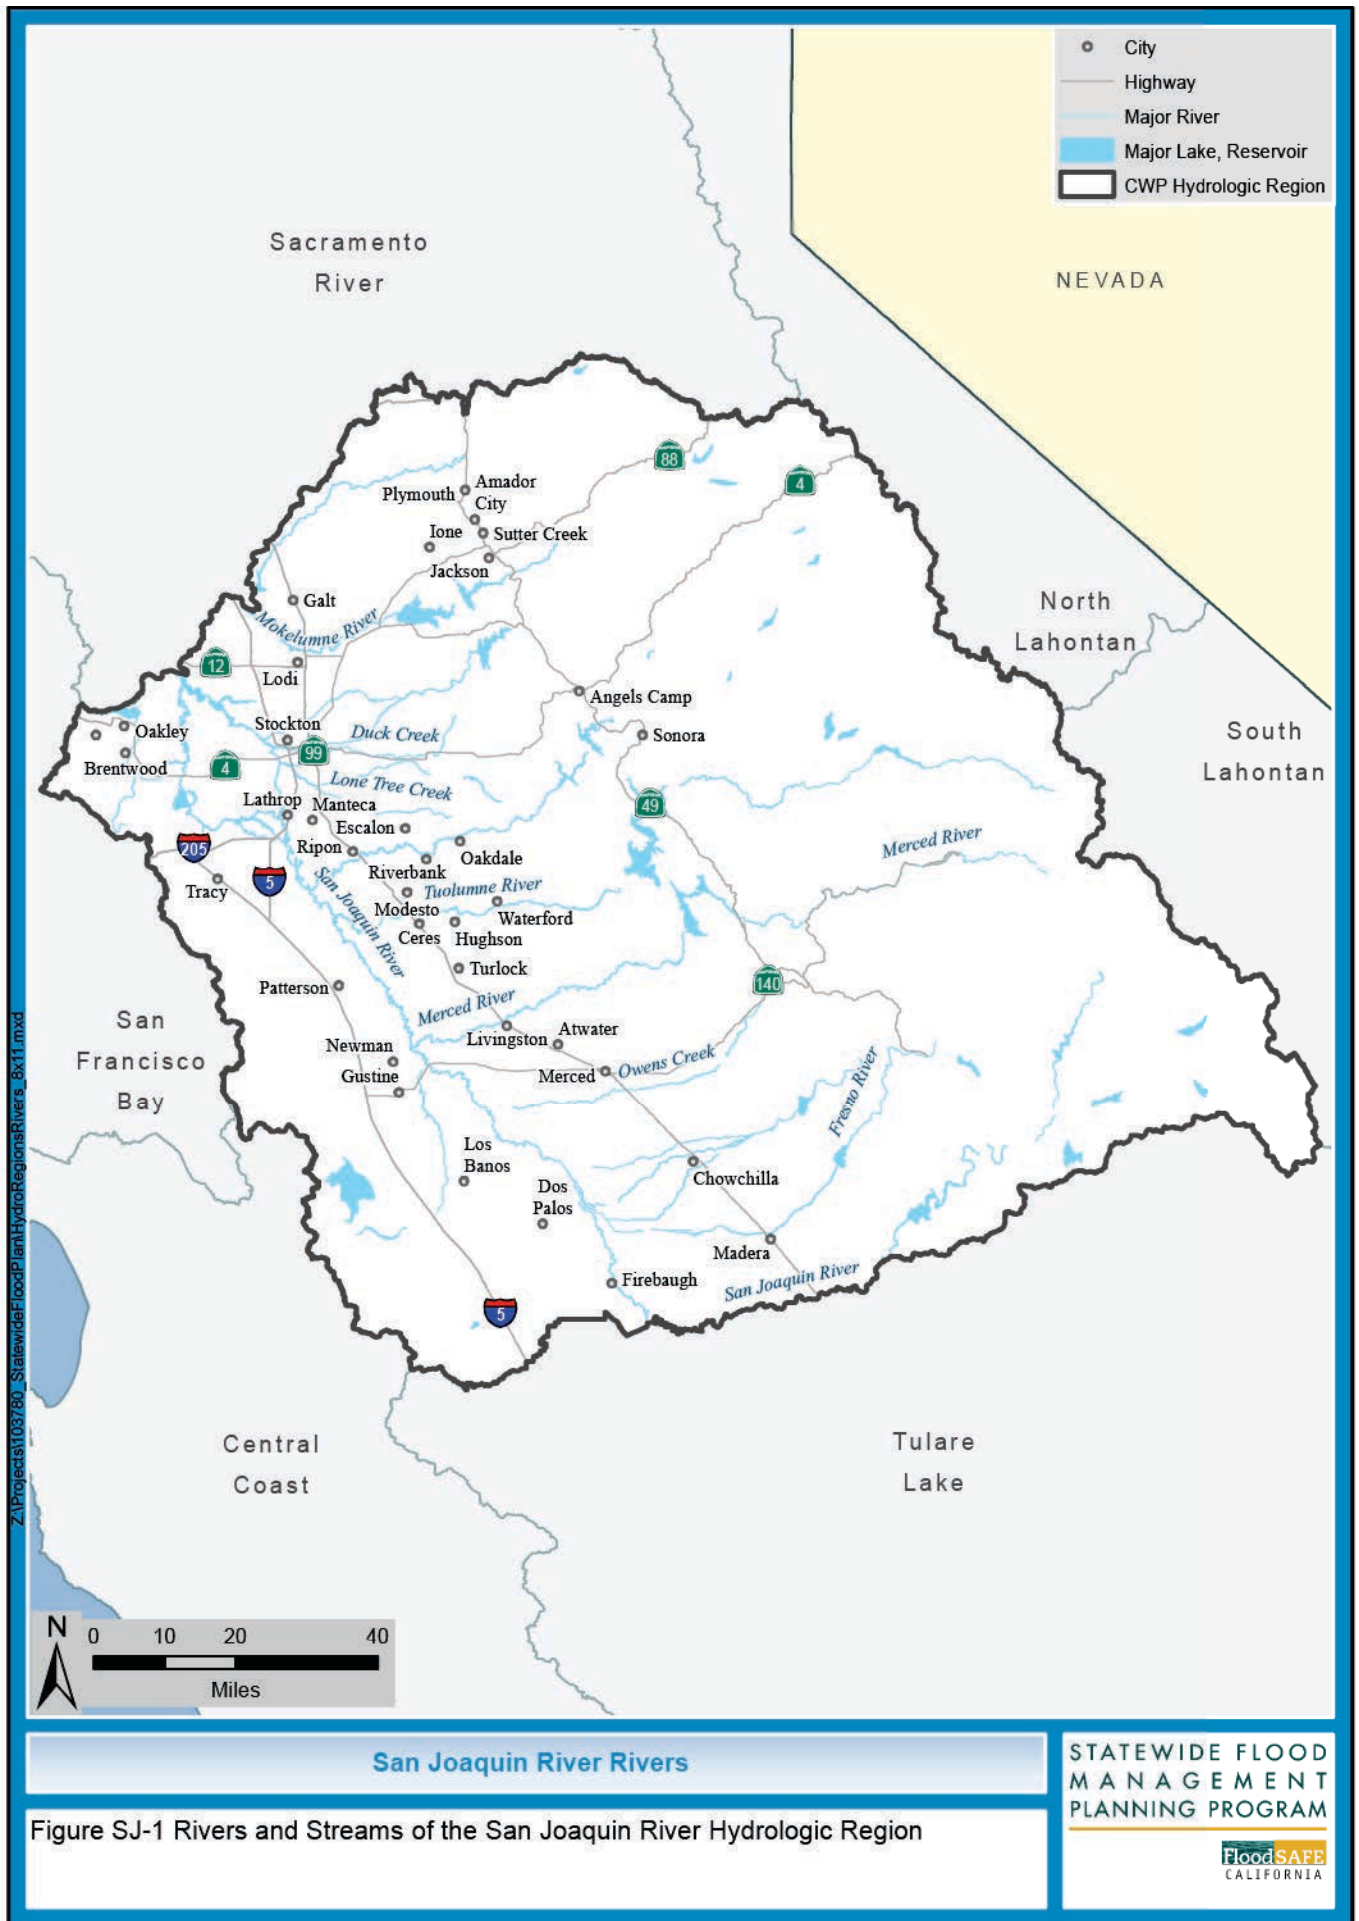 City
Highway
Major River
Major Lake, Reservoir
CWP Hydrologic Region
Sacramento
River
NEVADA
88
4
Plymouth
Amador
City
Ione
Sutter Creek
Jackson
Galt
Mokelumne River
North
Lahontan
12
Lodi
Angels Camp
Stockton
Oakley
99
Duck Creek
Sonora
South
Lahontan
Brentwood
4
Lone Tree Creek
Lathrop
Manteca
49
Escalon
205
Ripon
Oakdale
Merced River
5
Riverbank
Tracy
San Joaquin River
Tuolumne River
Modesto
Waterford
Ceres
Hughson
Turlock
Patterson
140
Merced River
San
Francisco
Bay
Newman
Livingston
Atwater
Gustine
Merced
Owens Creek
Fresno River
Los
Banos
Chowchilla
Dos
Palos
Madera
Firebaugh
San Joaquin River
5
Central
Coast
Tulare
Lake
Z:\Projects\103780_StatewideFloodPlan\HydroRegionsRivers_8x11.mxd
N
0 10 20 40
Miles
San Joaquin River Rivers
Figure SJ-1 Rivers and Streams of the San Joaquin River Hydrologic Region
STATEWIDE FLOOD
MANAGEMENT
PLANNING PROGRAM
FloodSAFE
CALIFORNIA